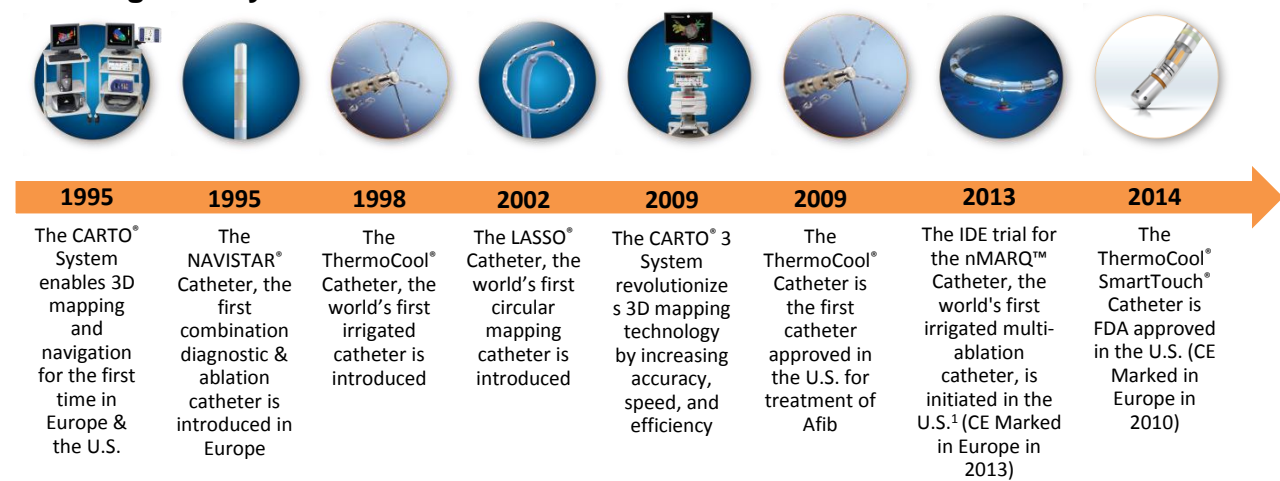 1995
The CARTO® 
System
enables 3D
mapping
and
navigation
for the first
time in
Europe &
the U.S.
1995
The
NAVISTAR®
Catheter, the
first
combination
diagnostic &
ablation
catheter is
introduced in
Europe
1998
The
ThermoCool®
Catheter, the
world’s first
irrigated
catheter is
introduced
2002
The LASSO®
Catheter, the
world’s first
circular
mapping
catheter is
introduced
2009
The CARTO® 3
System
revolutionize
s 3D mapping
technology
by increasing
accuracy,
speed, and
efficiency
2009
The
ThermoCool®
Catheter is
the first
catheter
approved in
the U.S. for
treatment of
Afib
2013
The IDE trial for
the nMARQ™
Catheter, the
world's first
irrigated multi-
ablation
catheter, is
initiated in the
U.S.¹ (CE Marked
in Europe in
2013)
2014
The
ThermoCool®
SmartTouch®
Catheter is
FDA approved
in the U.S. (CE
Marked in
Europe in
2010)